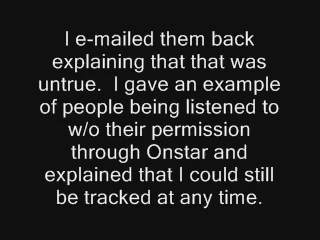 I e-mailed them back
explaining that that was
untrue.  I gave an example
of people being listened to
w/o their permission
through Onstar and
explained that I could still
be tracked at any time.